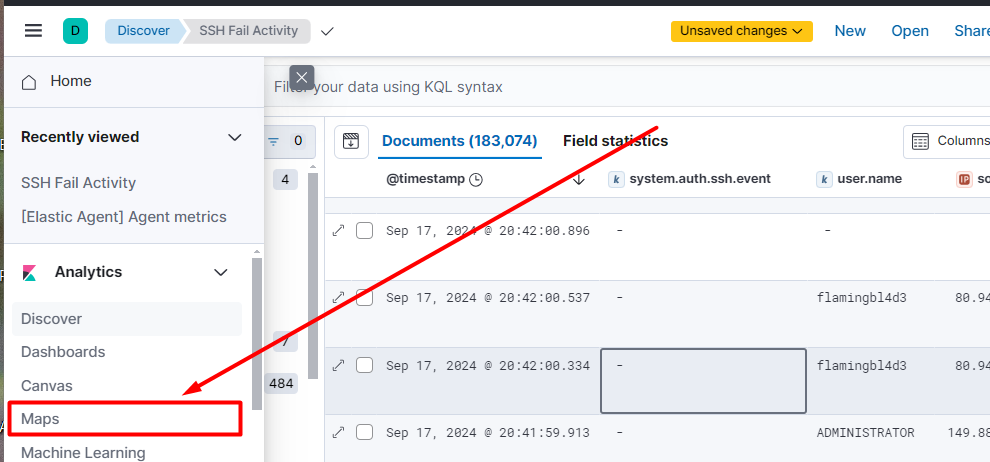 D Discover SSH Fail Activity Unsaved changes New Open Share
Home
Filter your data using KQL syntax
Recently viewed
SSH Fail Activity
[Elastic Agent] Agent metrics
Analytics
Discover
Dashboards
Canvas
Maps
Machine Learning
0
4
7
484
Documents (183,074) Field statistics Columns
@timestamp k system.auth.ssh.event k user.name IP so
Sep 17, 2024 @ 20:42:00.896 - -
Sep 17, 2024 @ 20:42:00.537 - flamingbl4d3 80.94
Sep 17, 2024 @ 20:42:00.334 - flamingbl4d3 80.94
Sep 17, 2024 @ 20:41:59.913 - ADMINISTRATOR 149.88